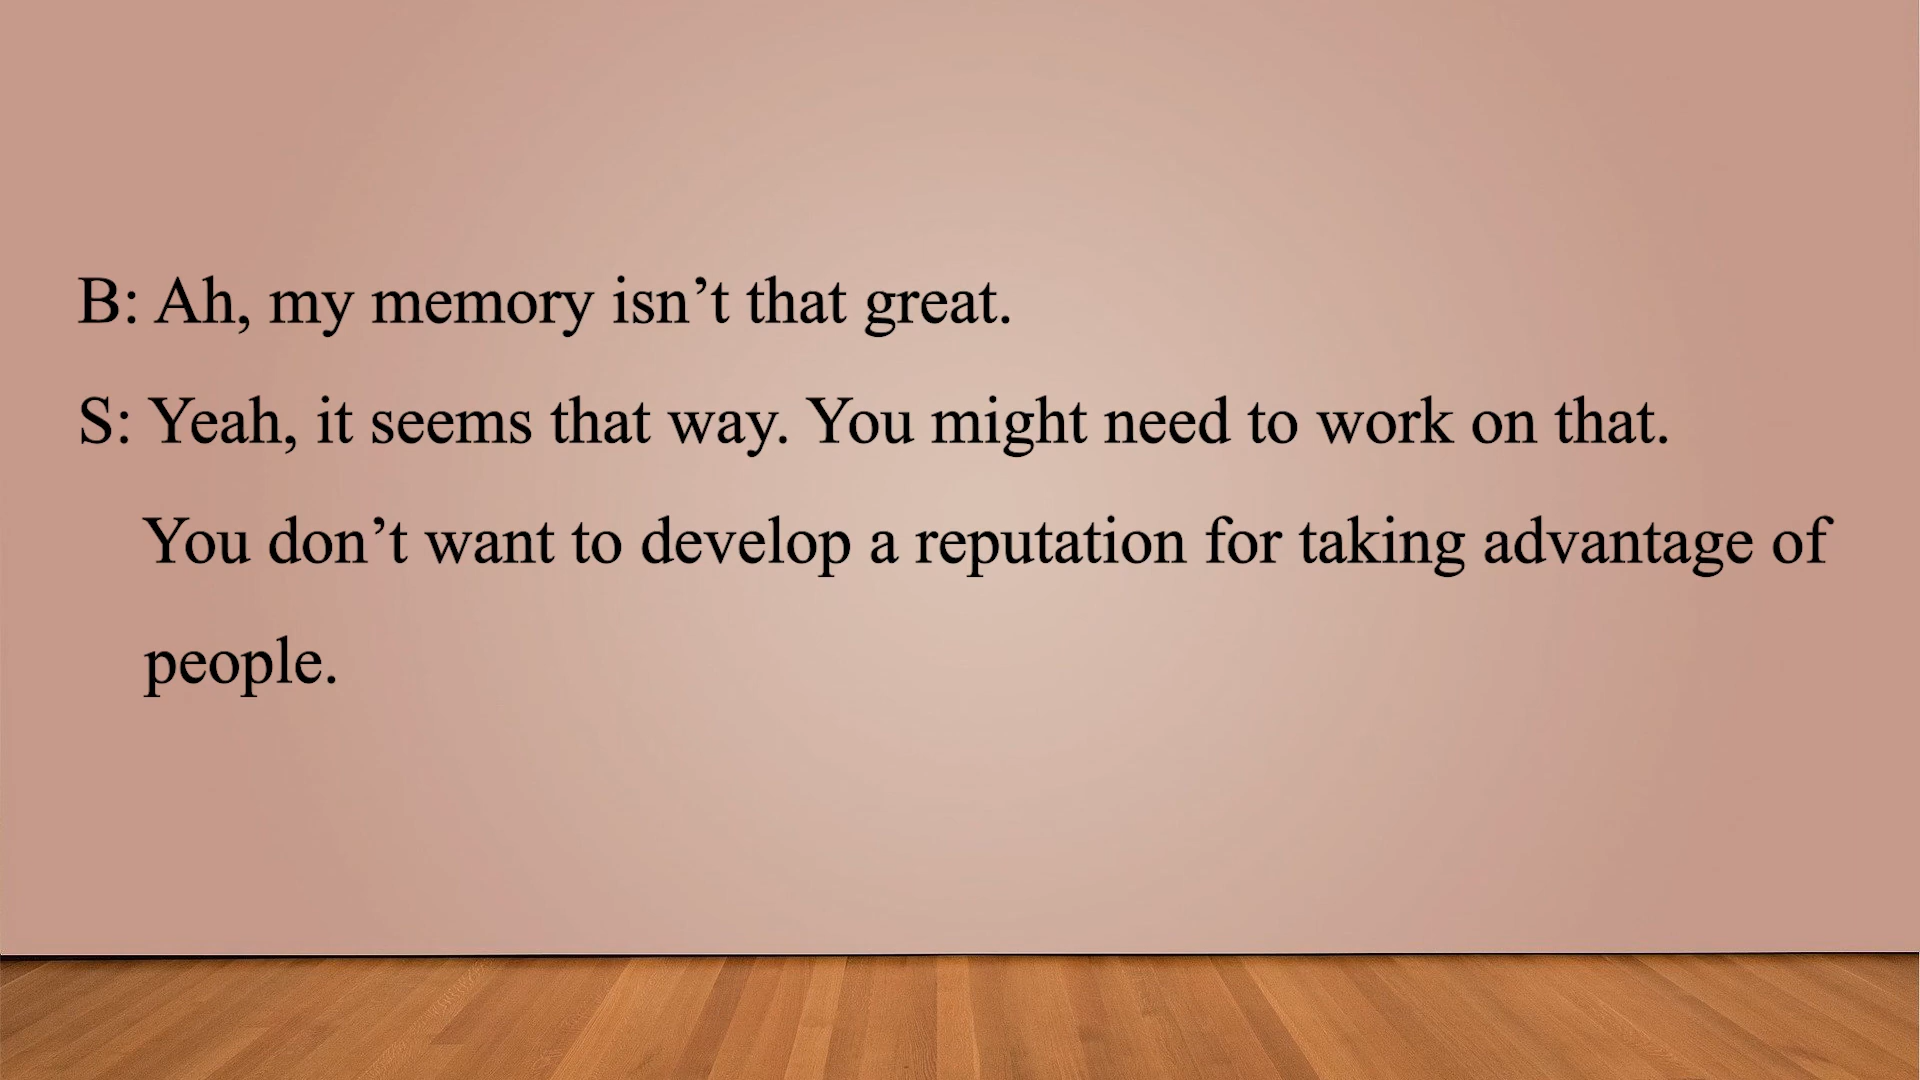 B: Ah, my memory isn’t that great.
S: Yeah, it seems that way. You might need to work on that.
You don’t want to develop a reputation for taking advantage of
people.